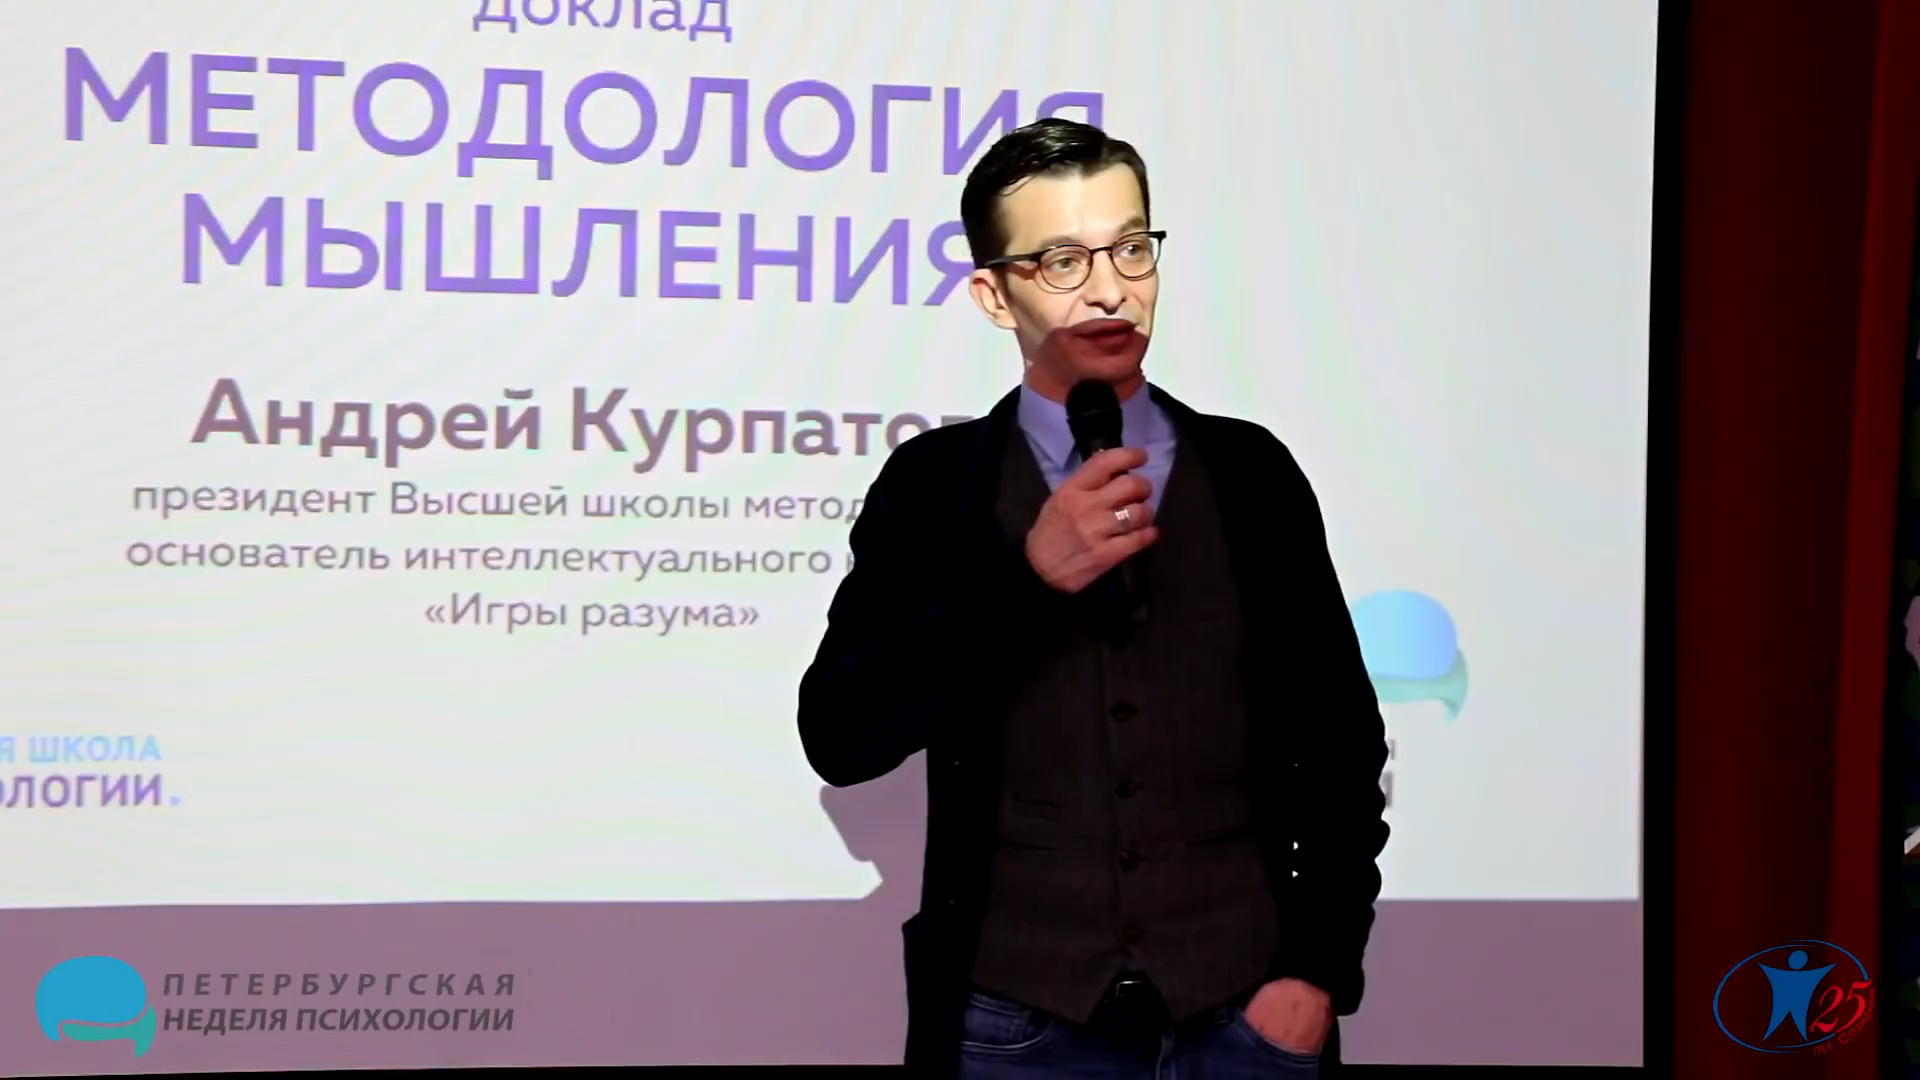 доклад
МЕТОДОЛОГИЯ
МЫШЛЕНИЯ
Андрей Курпатов
президент Высшей школы метод
основатель интеллектуального
«Игры разума»
Я ШКОЛА
ОЛОГИИ.
ПЕТЕРБУРГСКАЯ
НЕДЕЛЯ ПСИХОЛОГИИ
25